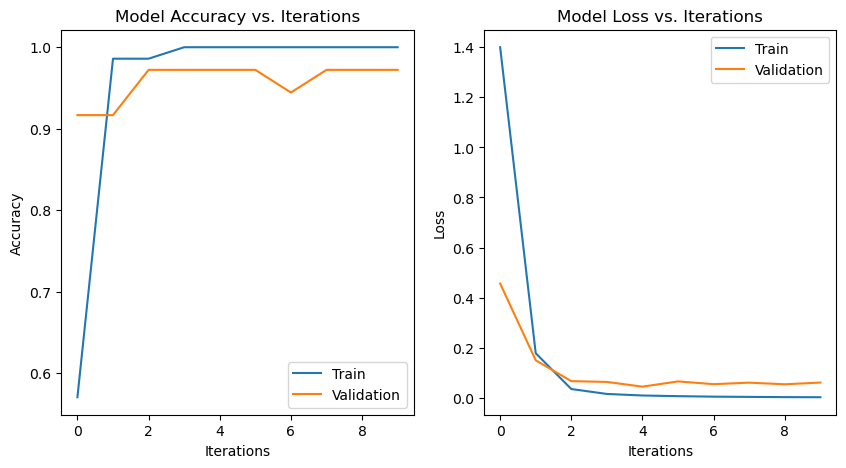 Model Accuracy vs. Iterations
1.0
0.9
0.8
0.7
0.6
Accuracy
Train
Validation
0 2 4 6 8
Iterations
Model Loss vs. Iterations
1.4
1.2
1.0
0.8
0.6
0.4
0.2
0.0
Loss
Train
Validation
0 2 4 6 8
Iterations